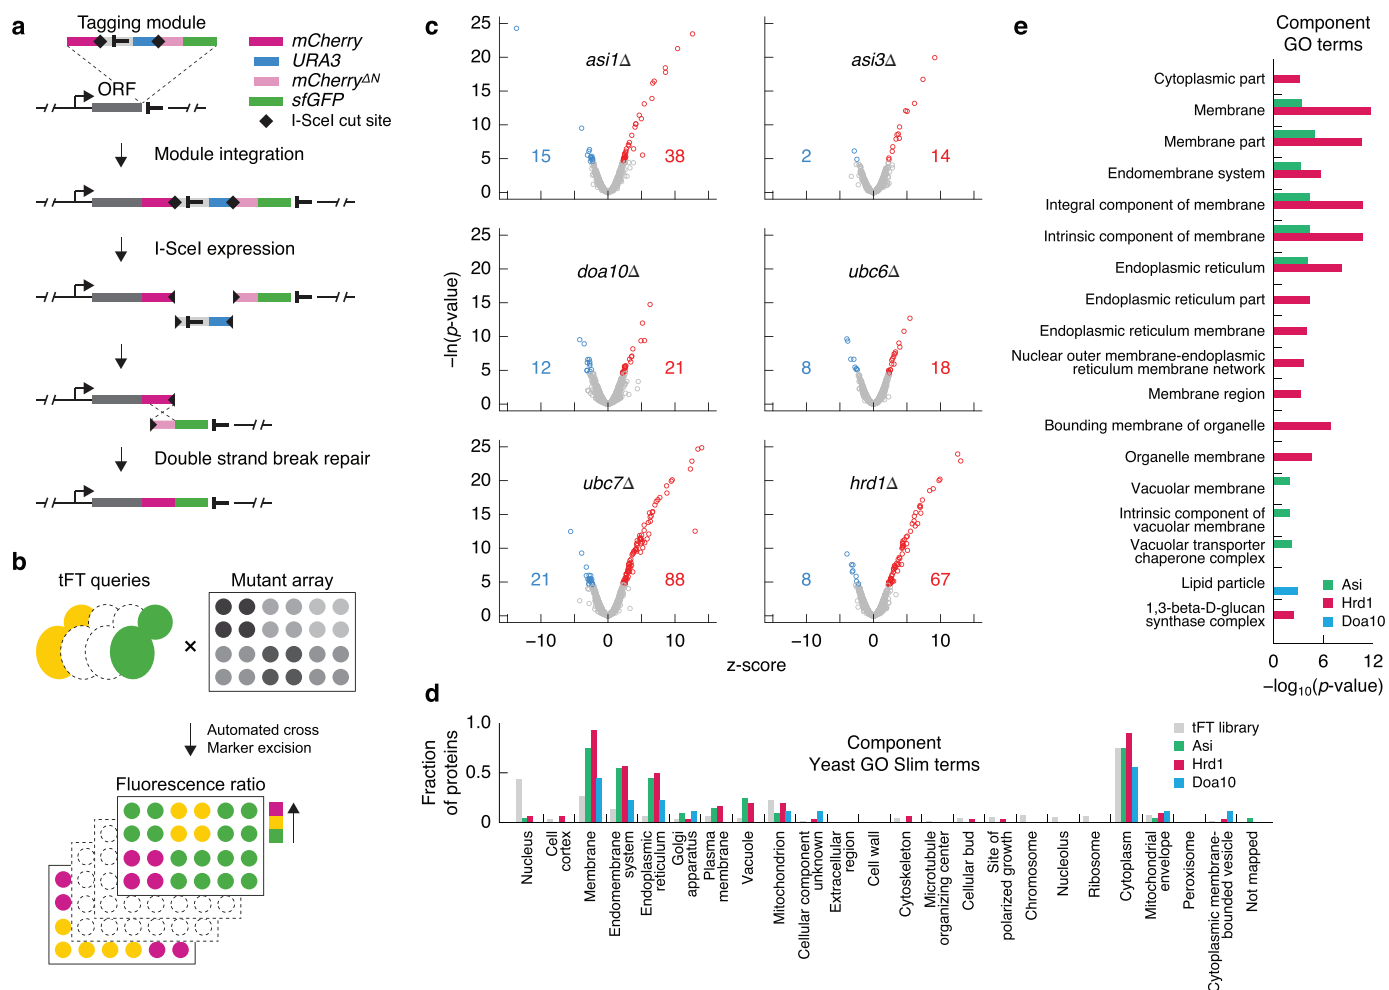 a
Tagging module
mCherry
URA3
mCherryΔN
sfGFP
I-SceI cut site
ORF
Module integration
I-SceI expression
Double strand break repair
b
tFT queries
Mutant array
×
Automated cross
Marker excision
Fluorescence ratio
c
−ln(p-value)
25
20
15
10
5
0
asi1Δ
15
38
asi3Δ
2
14
25
20
15
10
5
0
doa10Δ
12
21
ubc6Δ
8
18
25
20
15
10
5
0
ubc7Δ
21
88
hrd1Δ
8
67
−10
0
10
−10
0
10
z-score
d
Fraction
of proteins
1.0
0.5
0
Component
Yeast GO Slim terms
tFT library
Asi
Hrd1
Doa10
Nucleus
Cell
cortex
Membrane
Endomembrane
system
Endoplasmic
reticulum
Golgi
apparatus
Plasma
membrane
Vacuole
Mitochondrion
Cellular component
unknown
Extracellular
region
Cell wall
Cytoskeleton
Microtubule
organizing center
Cellular bud
Site of
polarized growth
Chromosome
Nucleolus
Ribosome
Cytoplasm
Mitochondrial
envelope
Peroxisome
Cytoplasmic membrane-
bounded vesicle
Not mapped
e
Component
GO terms
Cytoplasmic part
Membrane
Membrane part
Endomembrane system
Integral component of membrane
Intrinsic component of membrane
Endoplasmic reticulum
Endoplasmic reticulum part
Endoplasmic reticulum membrane
Nuclear outer membrane-endoplasmic
reticulum membrane network
Membrane region
Bounding membrane of organelle
Organelle membrane
Vacuolar membrane
Intrinsic component of
vacuolar membrane
Vacuolar transporter
chaperone complex
Lipid particle
1,3-beta-D-glucan
synthase complex
Asi
Hrd1
Doa10
0
6
12
−log10(p-value)